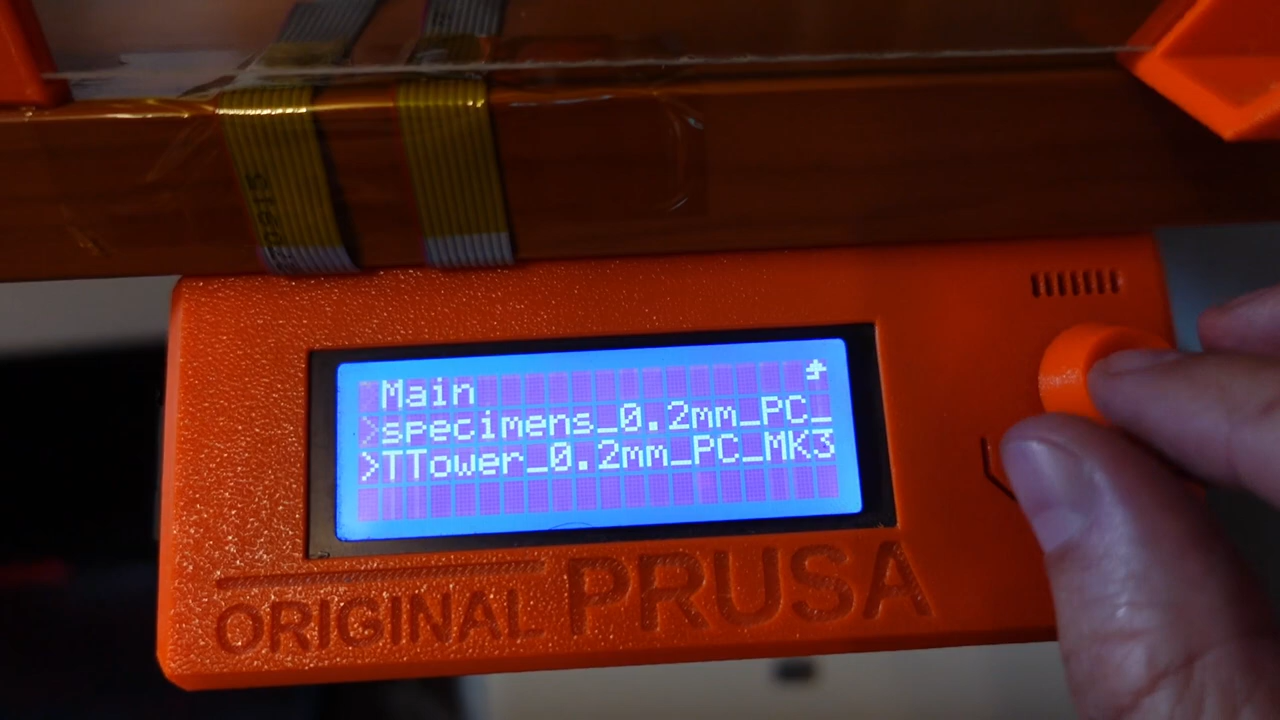 Main
>specimens_0.2mm_PC_
>TTower_0.2mm_PC_MK3
ORIGINAL PRUSA